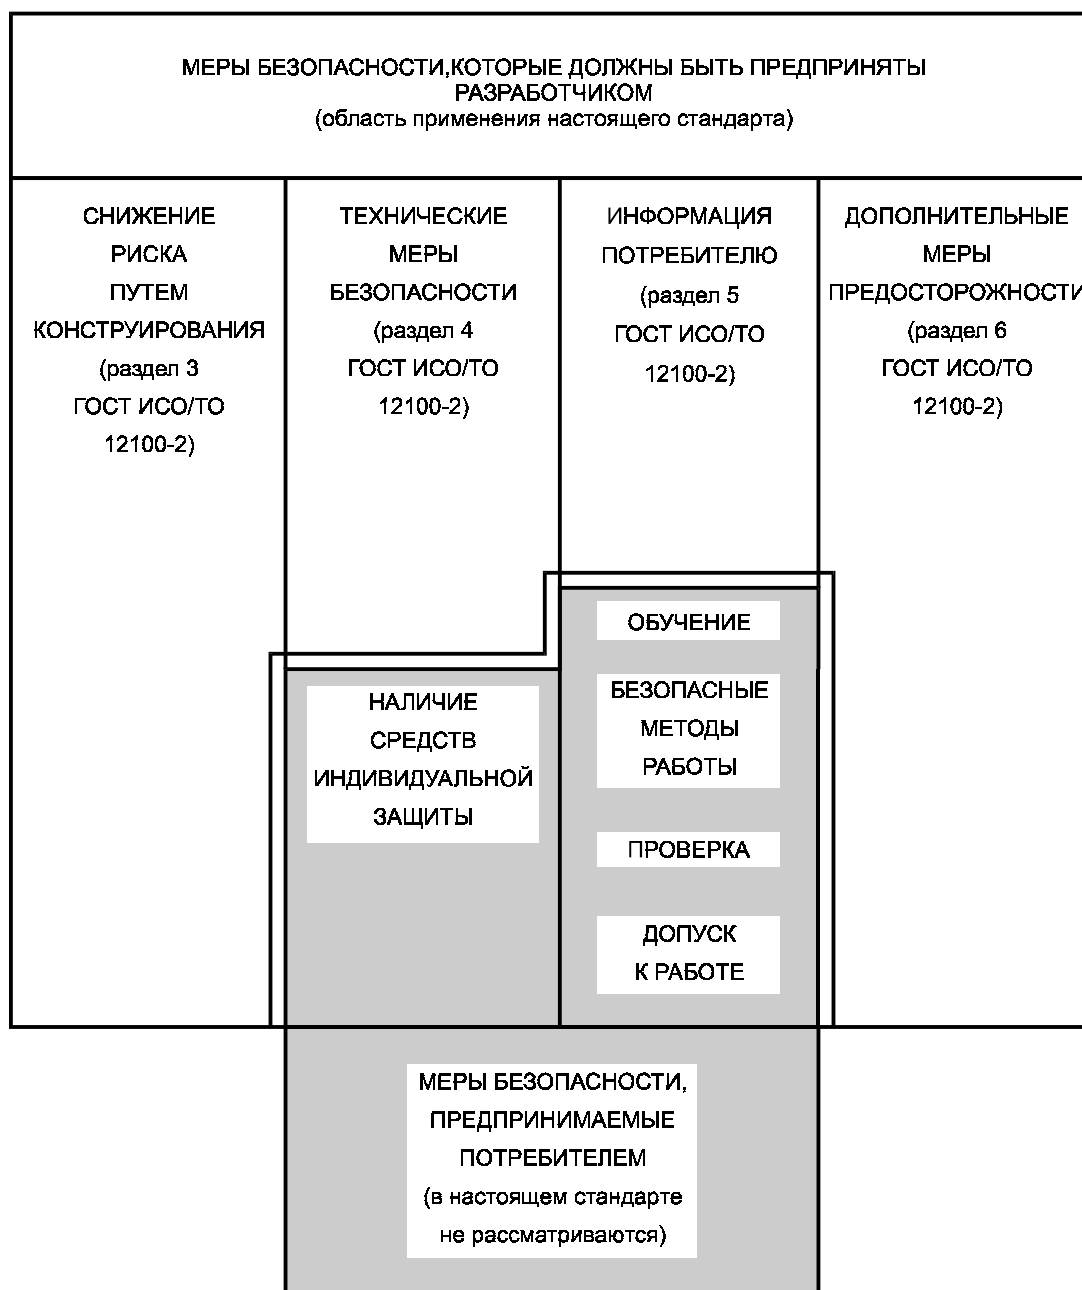 МЕРЫ БЕЗОПАСНОСТИ,КОТОРЫЕ ДОЛЖНЫ БЫТЬ ПРЕДПРИНЯТЫ
РАЗРАБОТЧИКОМ
(область применения настоящего стандарта)
СНИЖЕНИЕ
РИСКА
ПУТЕМ
КОНСТРУИРОВАНИЯ
(раздел 3
ГОСТ ИСО/ТО
12100-2)
ТЕХНИЧЕСКИЕ
МЕРЫ
БЕЗОПАСНОСТИ
(раздел 4
ГОСТ ИСО/ТО
12100-2)
ИНФОРМАЦИЯ
ПОТРЕБИТЕЛЮ
(раздел 5
ГОСТ ИСО/ТО
12100-2)
ДОПОЛНИТЕЛЬНЫЕ
МЕРЫ
ПРЕДОСТОРОЖНОСТИ
(раздел 6
ГОСТ ИСО/ТО
12100-2)
НАЛИЧИЕ
СРЕДСТВ
ИНДИВИДУАЛЬНОЙ
ЗАЩИТЫ
ОБУЧЕНИЕ
БЕЗОПАСНЫЕ
МЕТОДЫ
РАБОТЫ
ПРОВЕРКА
ДОПУСК
К РАБОТЕ
МЕРЫ БЕЗОПАСНОСТИ,
ПРЕДПРИНИМАЕМЫЕ
ПОТРЕБИТЕЛЕМ
(в настоящем стандарте
не рассматриваются)